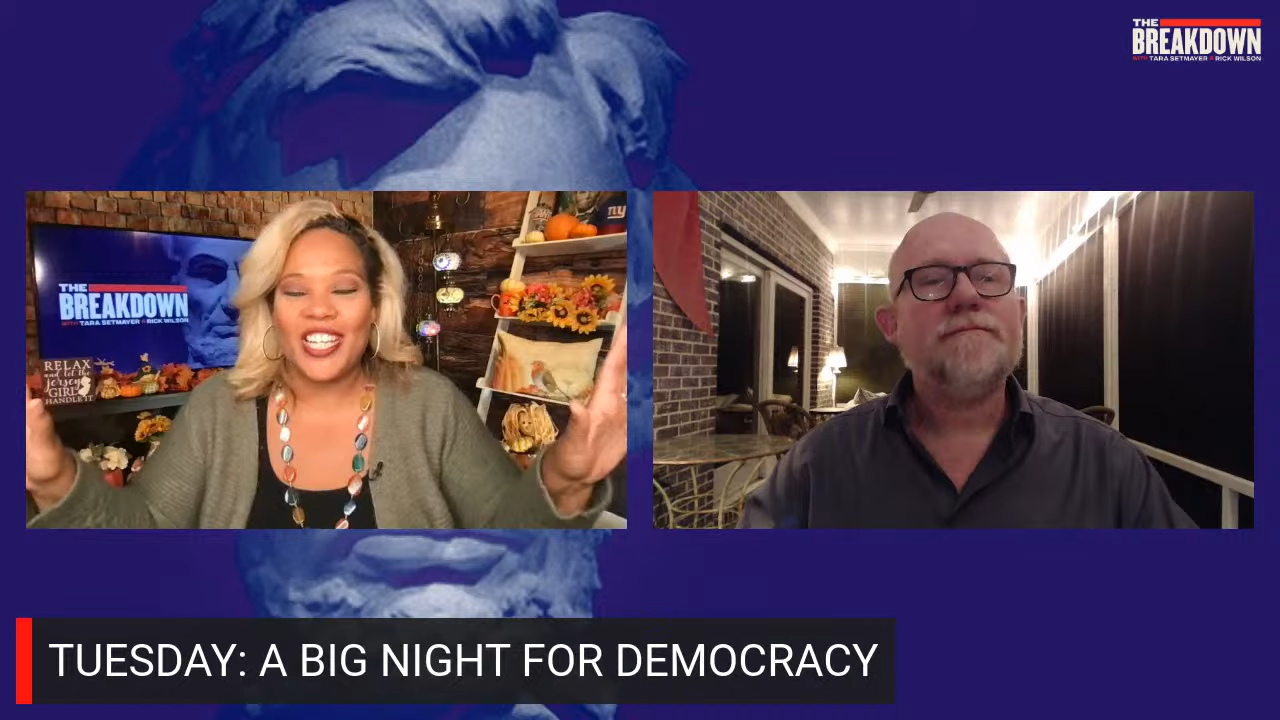 THE
BREAKDOWN
WITH TARA SETMAYER & RICK WILSON
NY
THE
BREAKDOWN
WITH TARA SETMAYER & RICK WILSON
RELAX
and let the
Jersey
GIRL
HANDLE IT
TUESDAY: A BIG NIGHT FOR DEMOCRACY